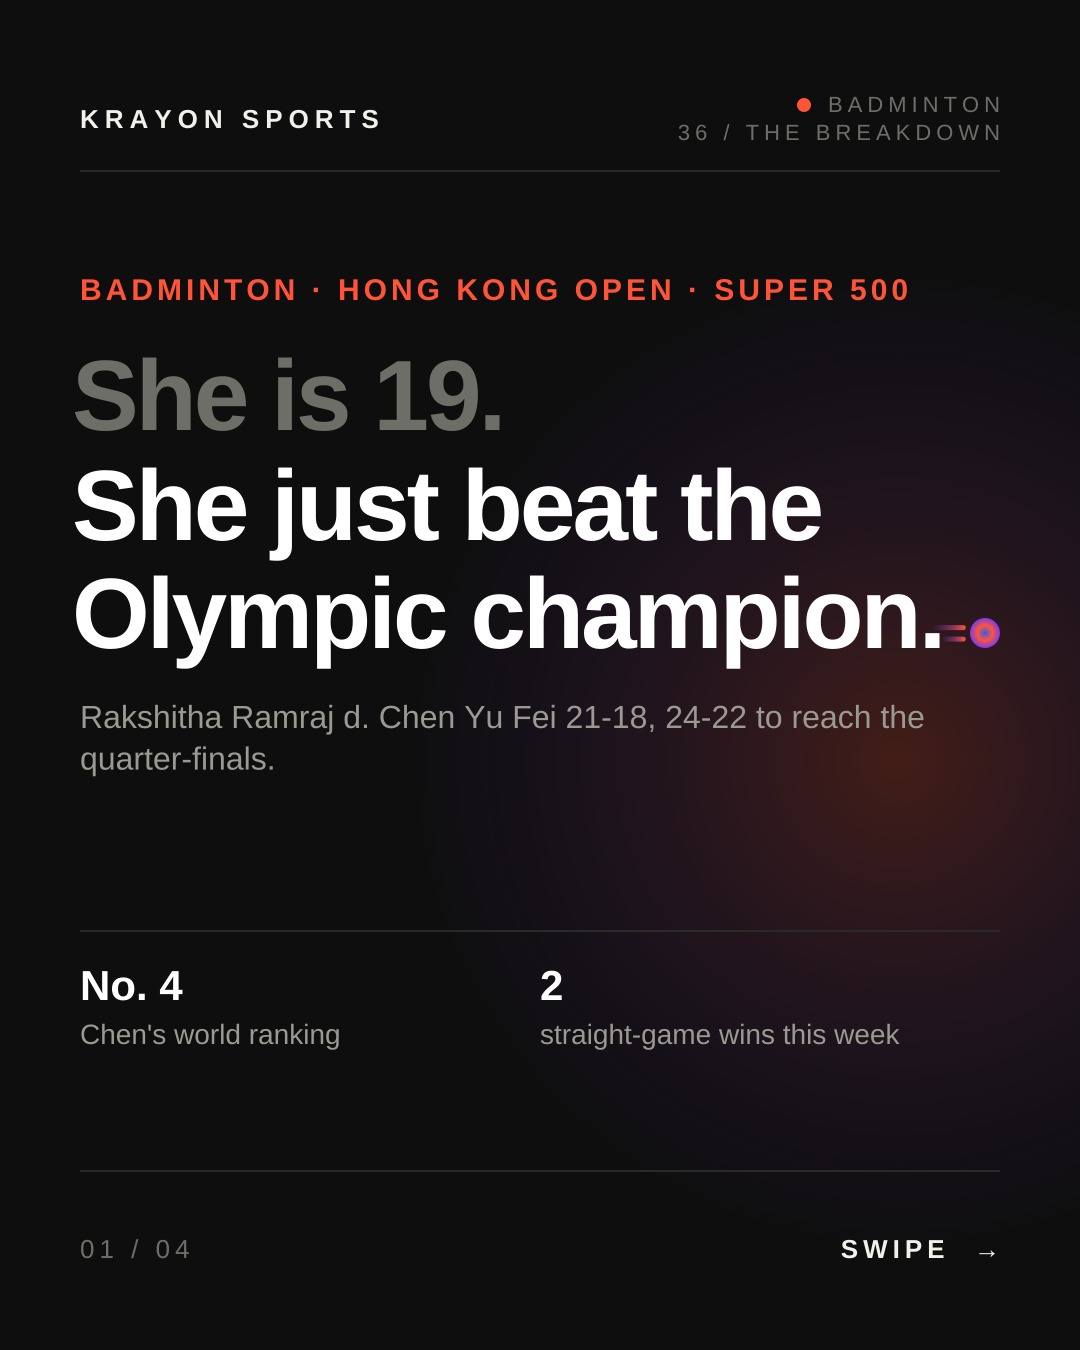 KRAYON SPORTS
BADMINTON
36 / THE BREAKDOWN
BADMINTON · HONG KONG OPEN · SUPER 500
She is 19.
She just beat the
Olympic champion.
Rakshitha Ramraj d. Chen Yu Fei 21-18, 24-22 to reach the
quarter-finals.
No. 4
Chen's world ranking
2
straight-game wins this week
01 / 04
SWIPE →